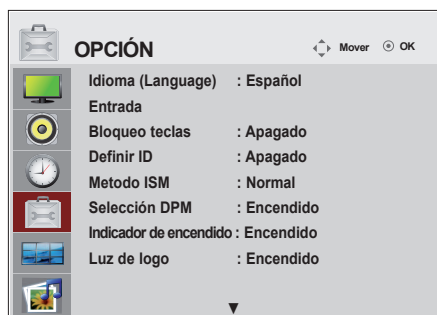 OPCIÓN
Mover OK
Idioma (Language) : Español
Entrada
Bloqueo teclas : Apagado
Definir ID : Apagado
Metodo ISM : Normal
Selección DPM : Encendido
Indicador de encendido : Encendido
Luz de logo : Encendido